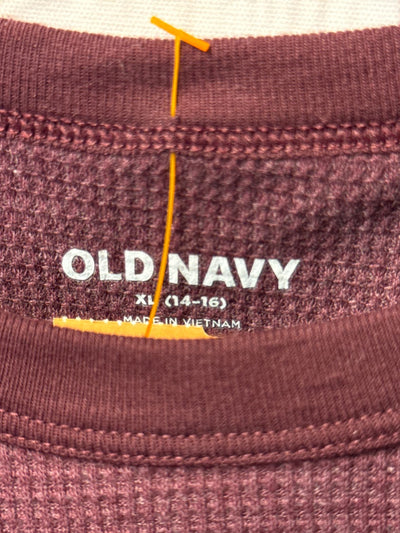 OLD NAVY
XL (14-16)
MADE IN VIETNAM